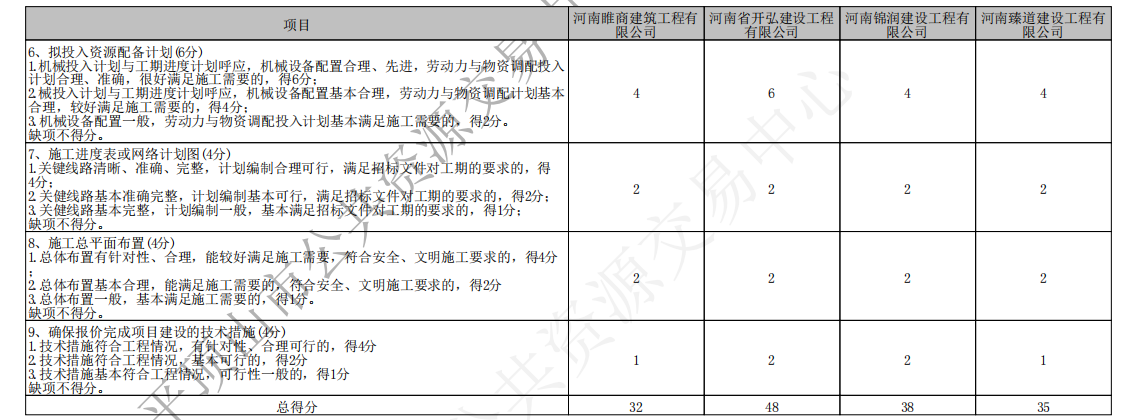 项目
河南睢商建筑工程有限公司
河南省开弘建设工程有限公司
河南锦润建设工程有限公司
河南臻道建设工程有限公司
6、拟投入资源配备计划(6分)
1.机械投入计划与工期进度计划呼应，机械设备配置合理、先进，劳动力与物资调配投入
计划合理、准确，很好满足施工需要的，得6分；
2.械投入计划与工期进度计划呼应，机械设备配置基本合理，劳动力与物资调配计划基本
合理，较好满足施工需要的，得4分；
3.机械设备配置一般，劳动力与物资调配投入计划基本满足施工需要的，得2分。
缺项不得分。
4 6 4 4
7、施工进度表或网络计划图(4分)
1.关键线路清晰、准确、完整，计划编制合理可行，满足招标文件对工期的要求的，得
4分；
2.关健线路基本准确完整，计划编制基本可行，满足招标文件对工期的要求的，得2分；
3.关健线路基本完整，计划编制一般，基本满足招标文件对工期的要求的，得1分；
缺项不得分。
2 2 2 2
8、施工总平面布置(4分)
1.总体布置有针对性、合理，能较好满足施工需要，符合安全、文明施工要求的，得4分
；
2.总体布置基本合理，能满足施工需要的，符合安全、文明施工要求的，得2分
3.总体布置一般，基本满足施工需要的，得1分。
缺项不得分。
2 2 2 2
9、确保报价完成项目建设的技术措施(4分)
1.技术措施符合工程情况，有针对性、合理可行的，得4分
2.技术措施符合工程情况，基本可行的，得2分
3.技术措施基本符合工程情况，可行性一般的，得1分
缺项不得分。
1 2 2 1
总得分 32 48 38 35
平顶山市公共资源交易中心
公共资源交易中心